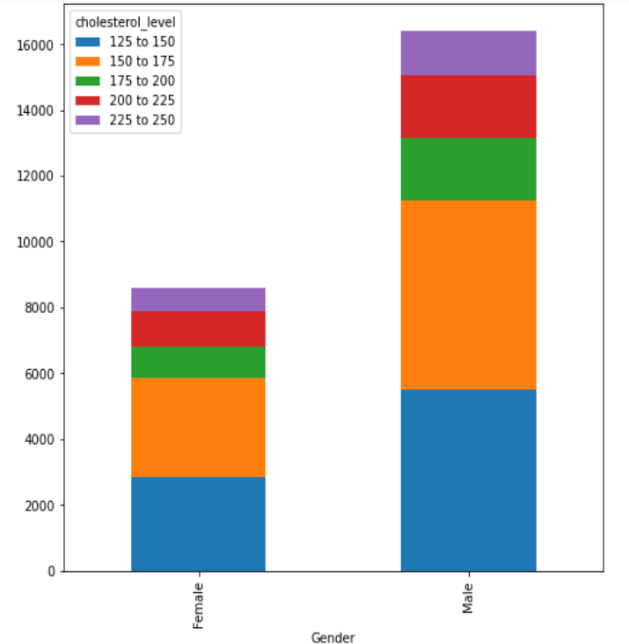 cholesterol_level
125 to 150
150 to 175
175 to 200
200 to 225
225 to 250
16000
14000
12000
10000
8000
6000
4000
2000
0
Female
Male
Gender